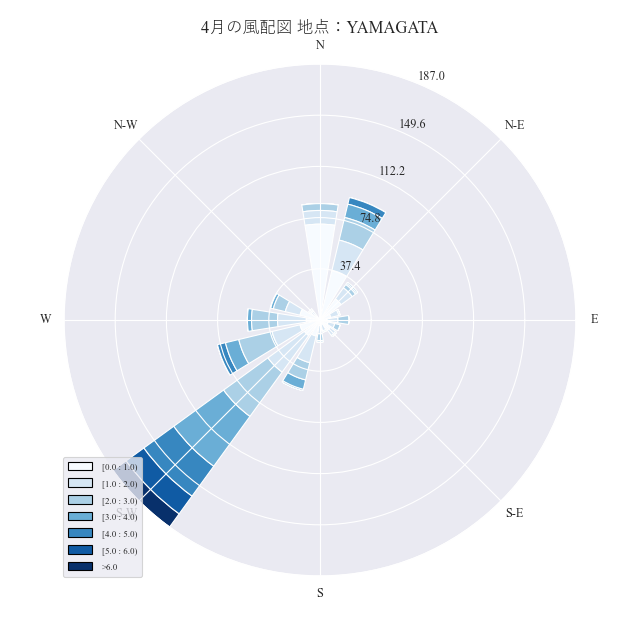 4月の風配図 地点：YAMAGATA
N
187.0
N-W
N-E
149.6
112.2
74.8
37.4
W
E
[0.0 : 1.0)
[1.0 : 2.0)
[2.0 : 3.0)
[3.0 : 4.0)
[4.0 : 5.0)
[5.0 : 6.0)
>6.0
S-W
S-E
S